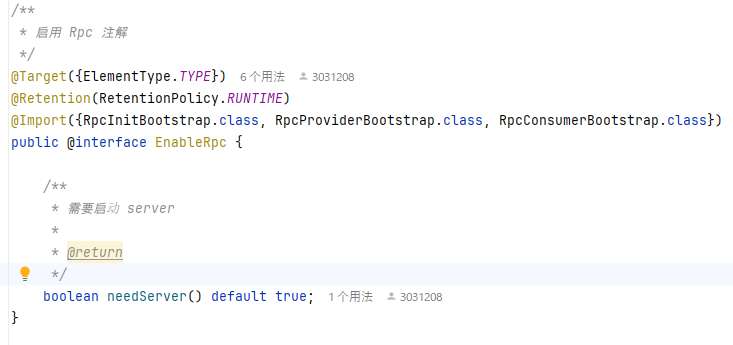 /**
 * 启用 Rpc 注解
 */
@Target({ElementType.TYPE}) 6 个用法 3031208
@Retention(RetentionPolicy.RUNTIME)
@Import({RpcInitBootstrap.class, RpcProviderBootstrap.class, RpcConsumerBootstrap.class})
public @interface EnableRpc {
    /**
     * 需要启动 server
     *
     * @return
     */
    boolean needServer() default true; 1 个用法 3031208
}